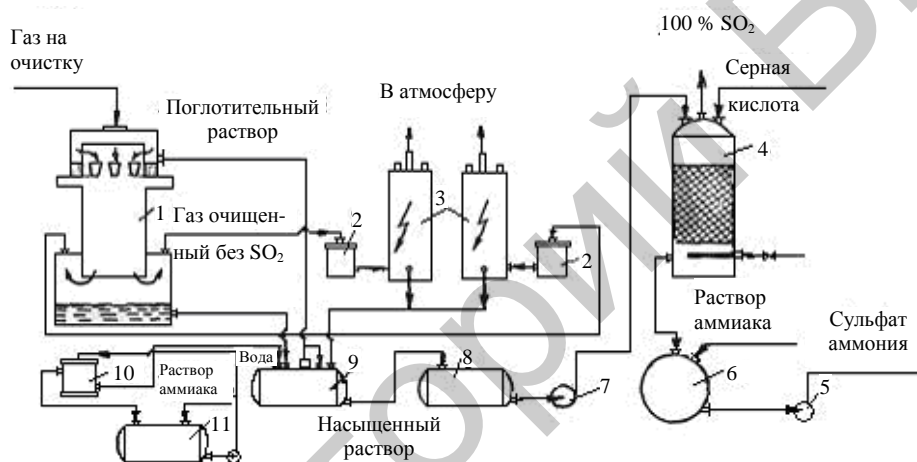 100 % SO2
Газ на
очистку
Серная
кислота
В атмосферу
Поглотительный
раствор
4
3
1
Газ очищен-
ный без SO2
2
2
Раствор
аммиака
Сульфат
аммония
Вода
9
8
7
6
5
10
Раствор
аммиака
11
Насыщенный
раствор
торий